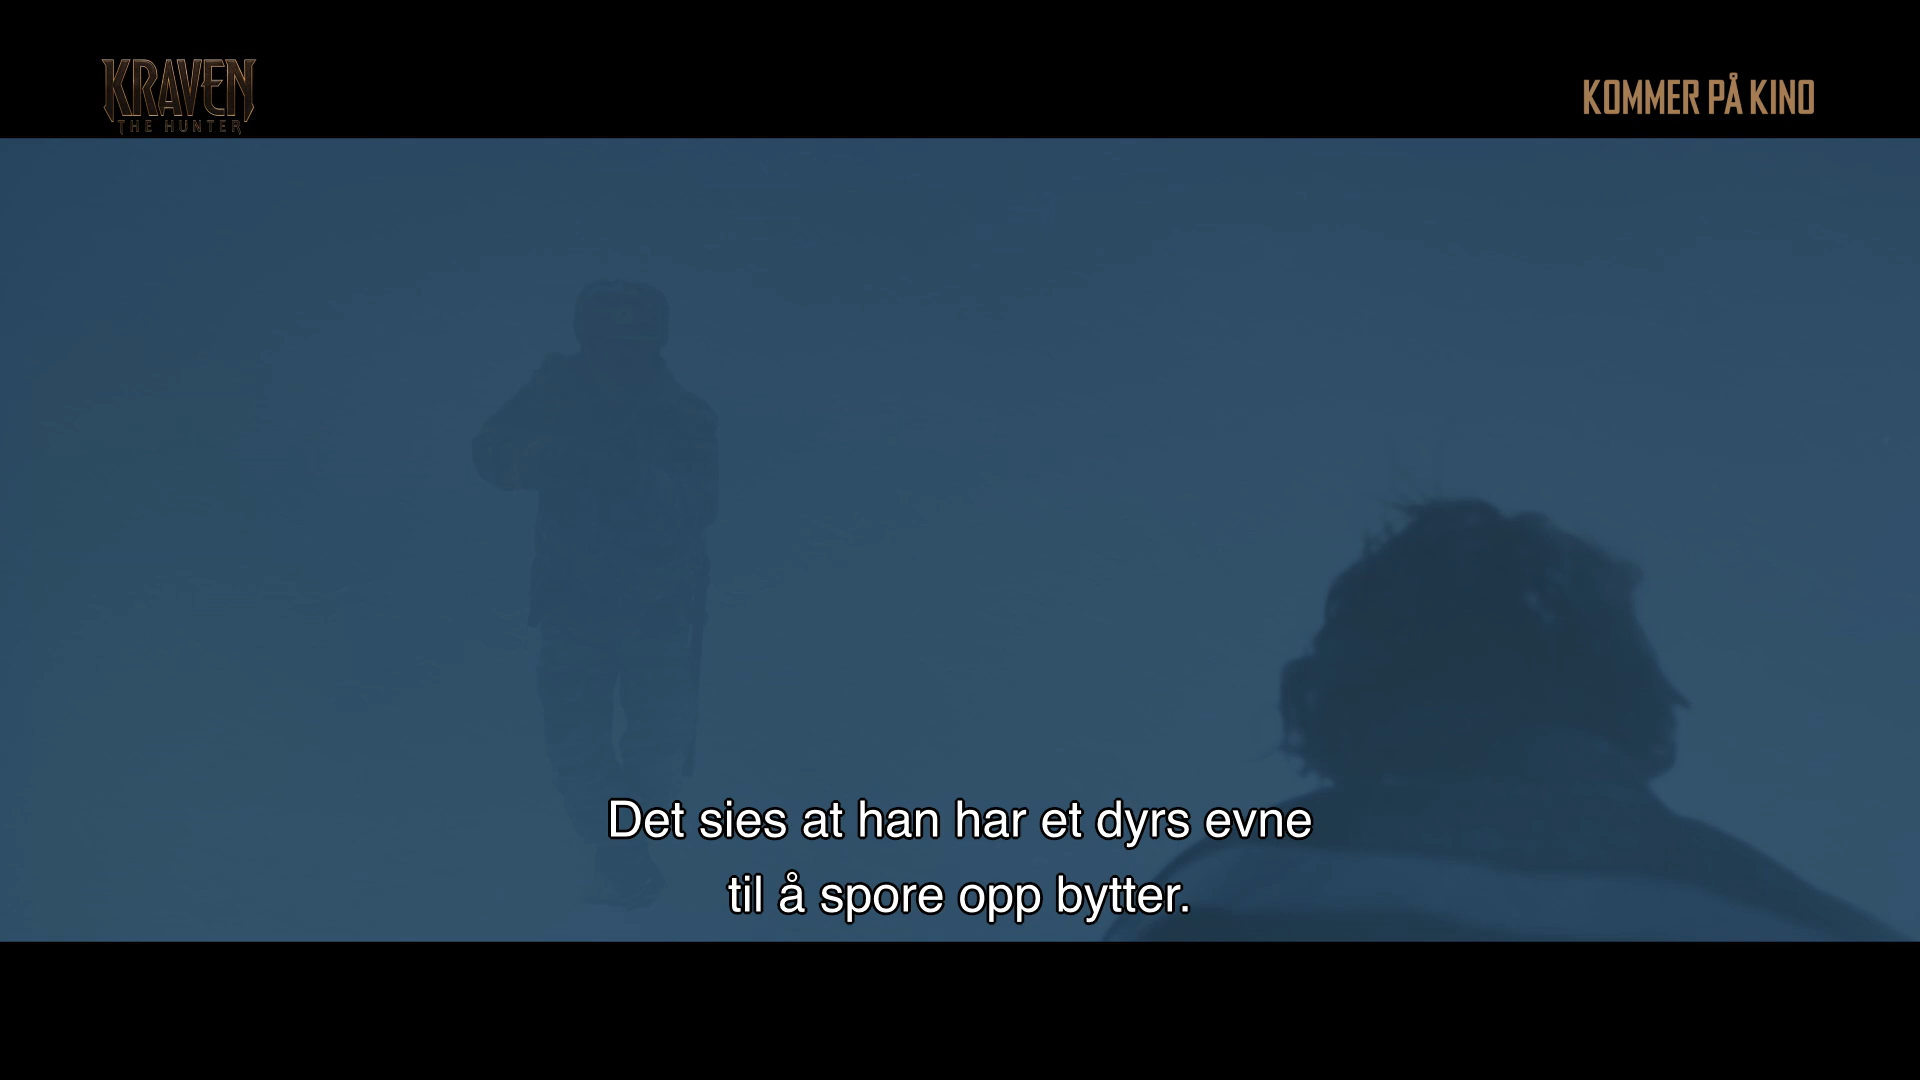 KRAVEN
THE HUNTER
KOMMER PÅ KINO
Det sies at han har et dyrs evne
til å spore opp bytter.